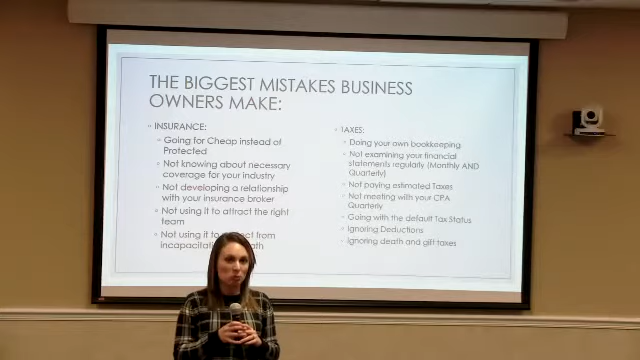 THE BIGGEST MISTAKES BUSINESS
OWNERS MAKE:
INSURANCE:
Going for Cheap instead of
Protected
Not knowing about necessary
coverage for your industry
Not developing a relationship
with your insurance broker
Not using it to attract the right
team
Not using it to from
TAXES:
Doing your own bookkeeping
Not examining your financial
statements regularly (Monthly AND
Quarterly)
Not paying estimated Taxes
Not meeting with your CPA
Quarterly
Going with the default Tax Status
Ignoring Deductions
Ignoring death and gift taxes